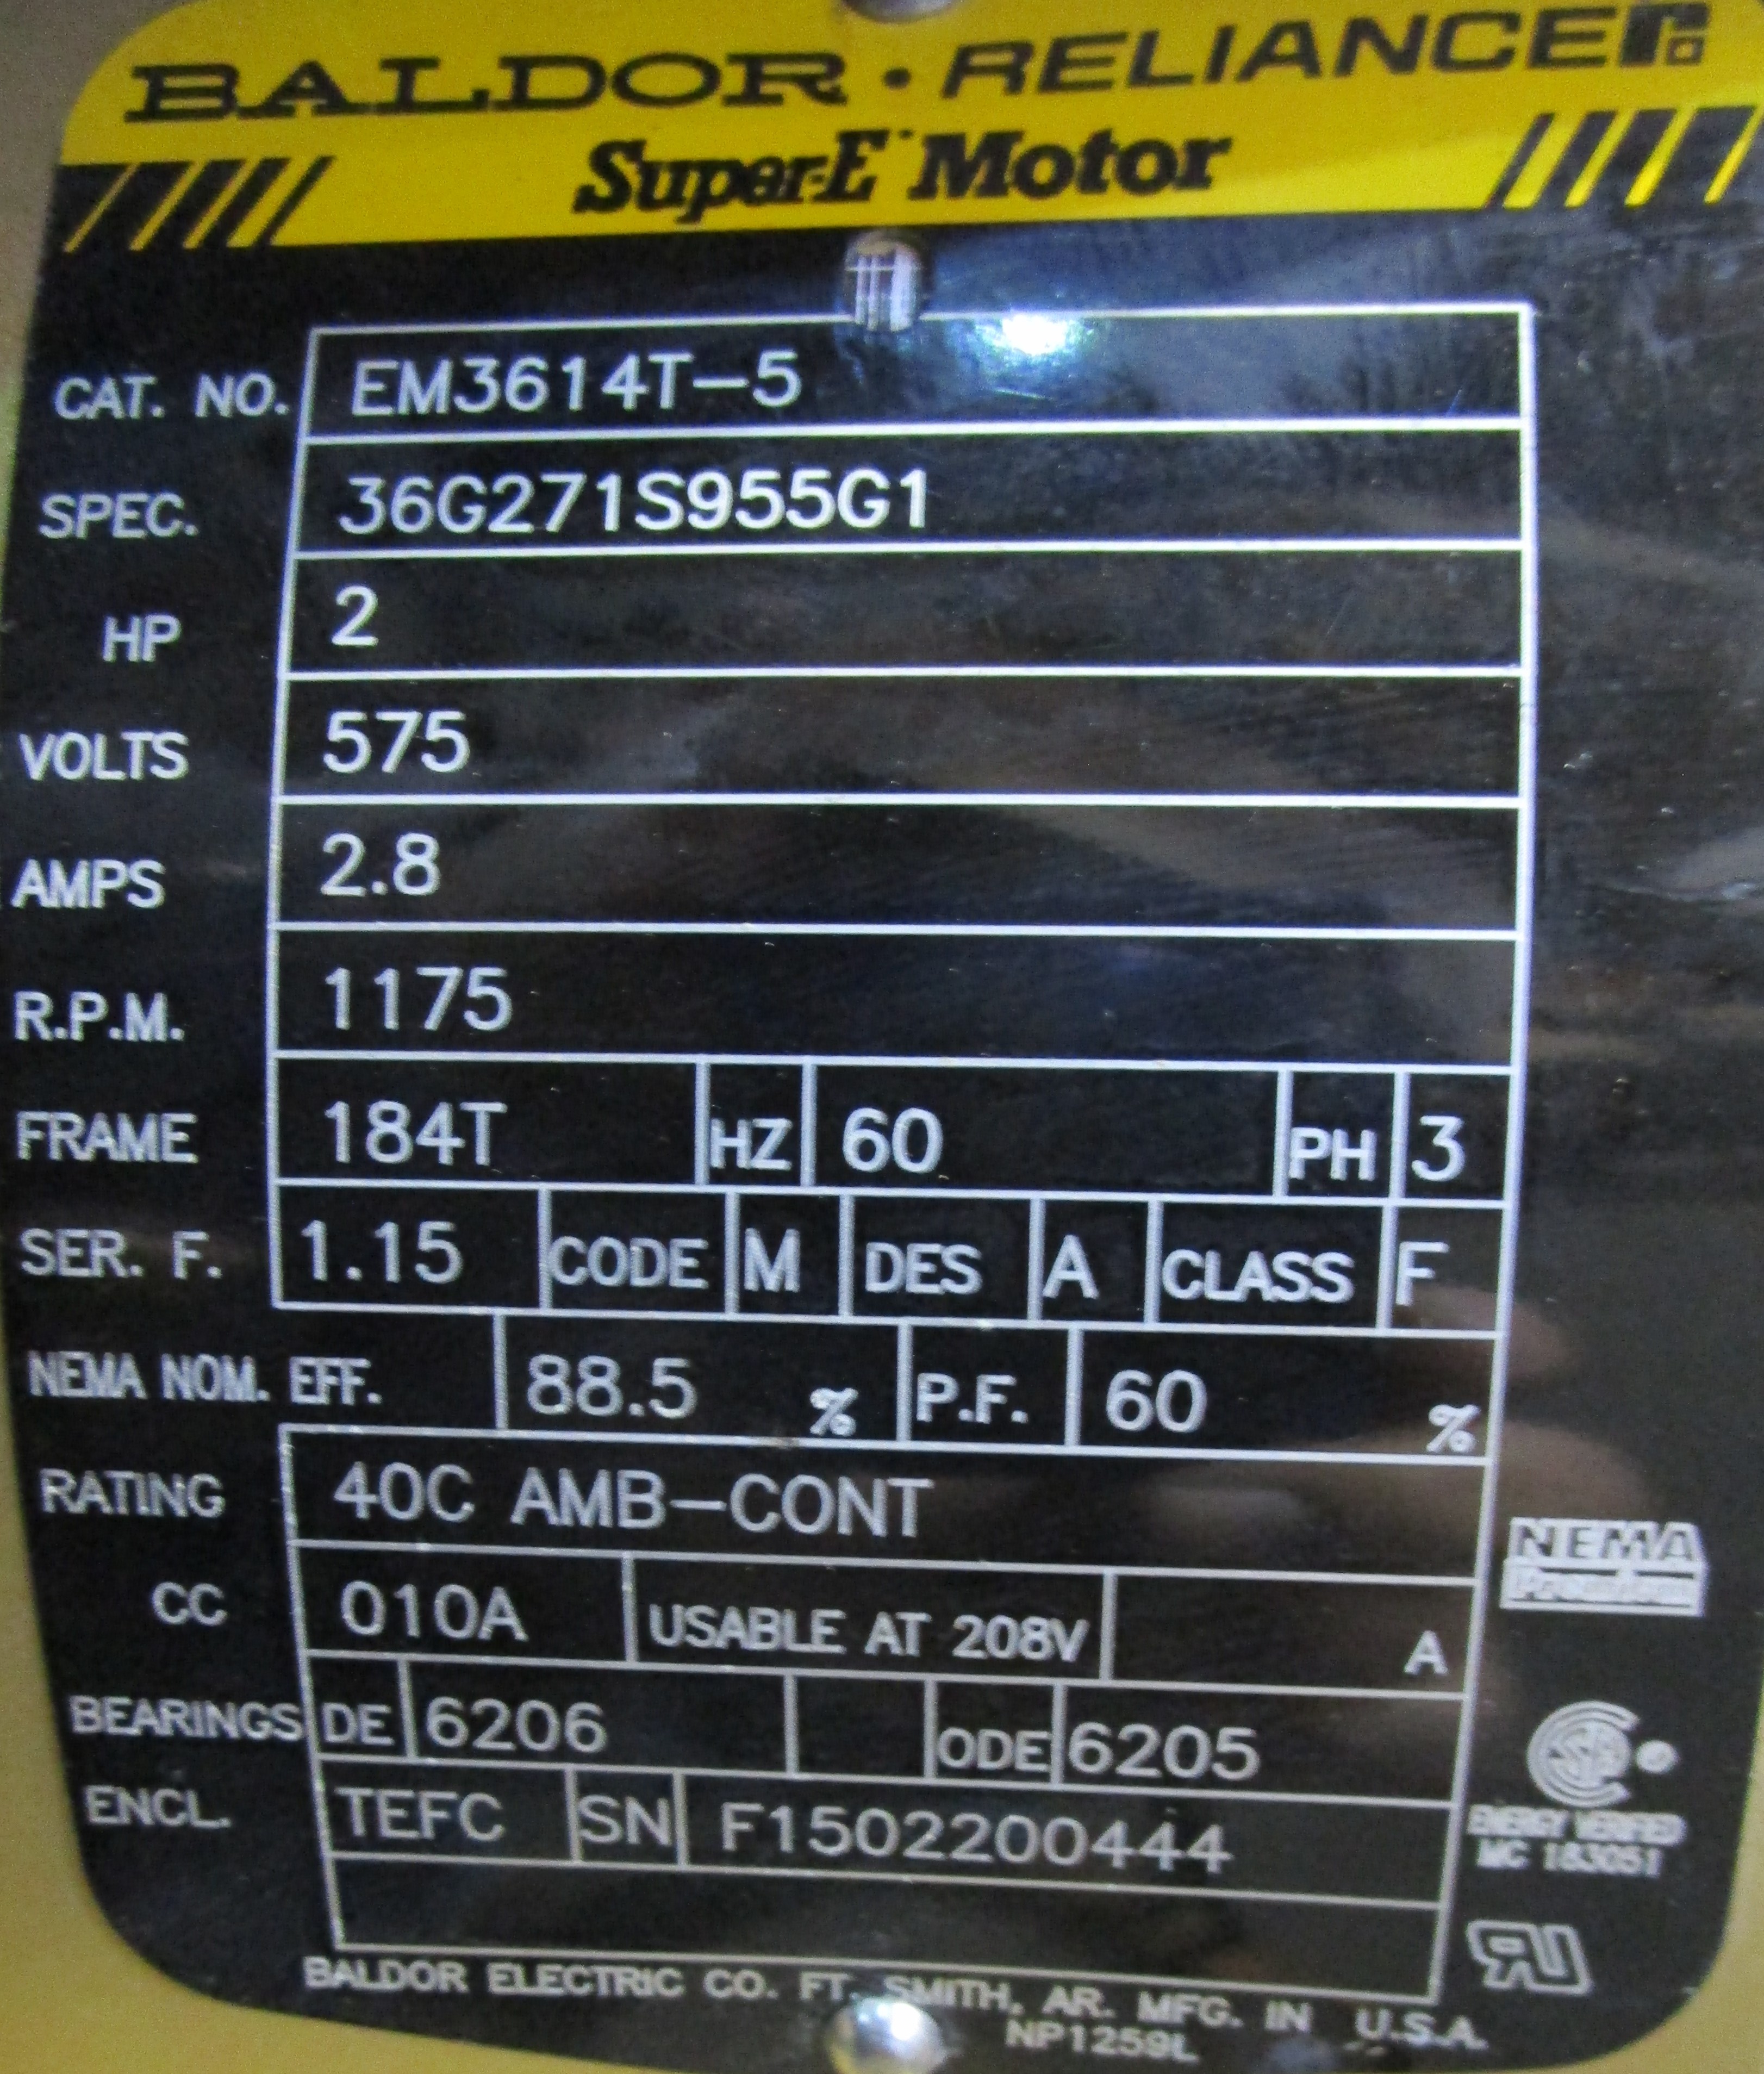 BALDOR • RELIANCE
Super-E Motor
CAT. NO. EM3614T-5
SPEC. 36G271S955G1
HP 2
VOLTS 575
AMPS 2.8
R.P.M. 1175
FRAME 184T HZ 60 PH 3
SER. F. 1.15 CODE M DES A CLASS F
NEMA NOM. EFF. 88.5 % P.F. 60 %
RATING 40C AMB-CONT
NEMA
Premium
CC 010A USABLE AT 208V A
BEARINGS DE 6206 ODE 6205
ENCL. TEFC SN F1502200444
ENERGY VERIFIED
MC 183051
BALDOR ELECTRIC CO. FT. SMITH, AR. MFG. IN U.S.A.
NP1259L